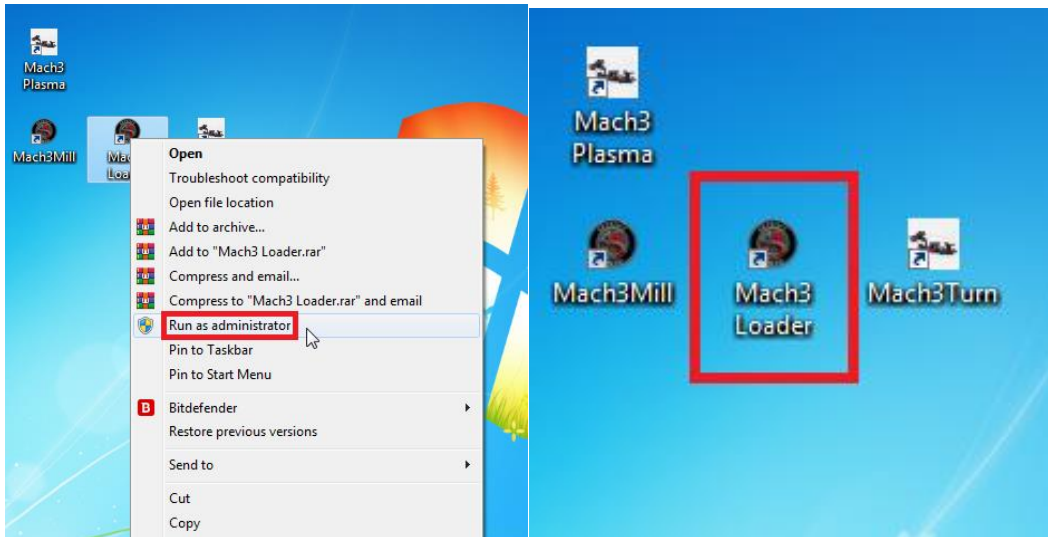 Mach3
Plasma
Mach3Mill
Mac
Loa
Open
Troubleshoot compatibility
Open file location
Add to archive...
Add to "Mach3 Loader.rar"
Compress and email...
Compress to "Mach3 Loader.rar" and email
Run as administrator
Pin to Taskbar
Pin to Start Menu
B
Bitdefender
Restore previous versions
Send to
Cut
Copy
Mach3
Plasma
Mach3Mill
Mach3
Loader
Mach3Turn